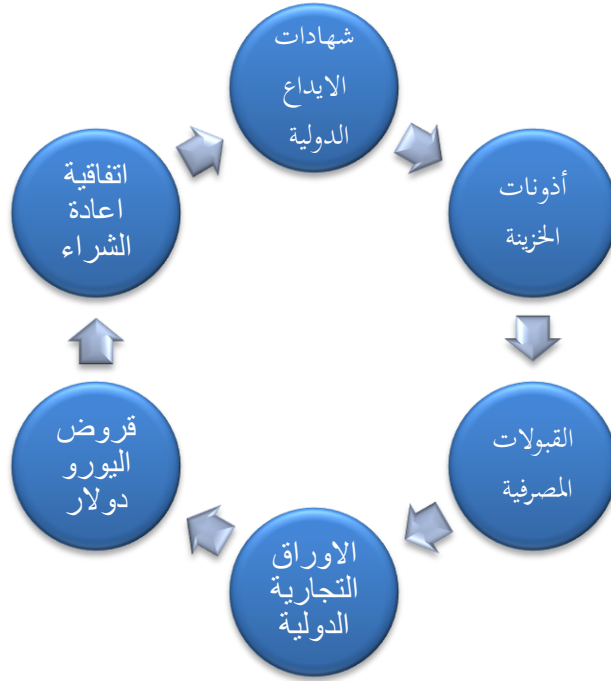 شهادات
الايداع
الدولية
أذونات
الخزينة
القبولات
المصرفية
الاوراق
التجارية
الدولية
قروض
اليورو
دولار
اتفاقية
اعادة
الشراء